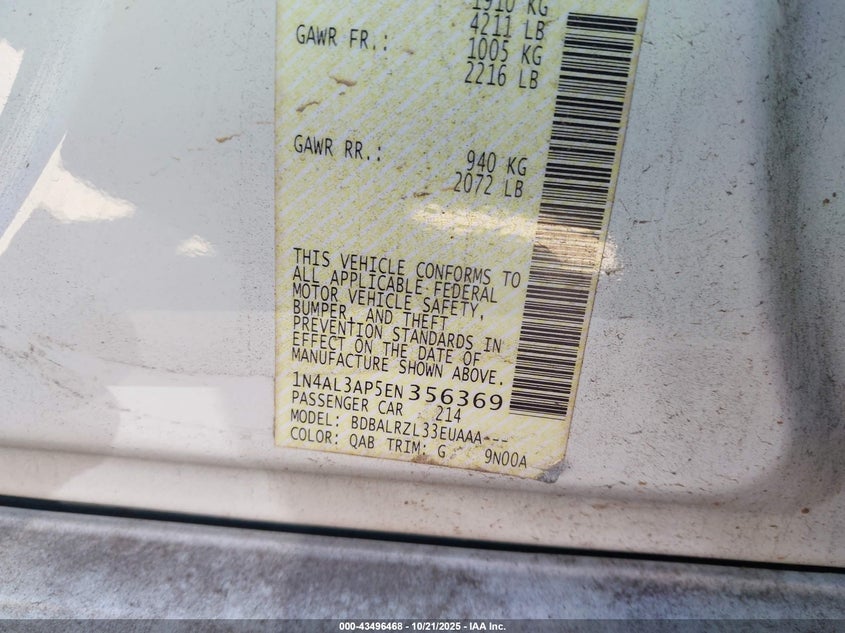 1910 KG
4211 LB
GAWR FR.: 1005 KG
2216 LB
GAWR RR.: 940 KG
2072 LB
THIS VEHICLE CONFORMS TO
ALL APPLICABLE FEDERAL
MOTOR VEHICLE SAFETY,
BUMPER, AND THEFT
PREVENTION STANDARDS IN
EFFECT ON THE DATE OF
MANUFACTURE SHOWN ABOVE.
1N4AL3AP5EN356369
PASSENGER CAR 214
MODEL: BDBALRZL33EUAAA---
COLOR: QAB TRIM: G 9N00A
000-43496468 - 10/21/2025 - IAA Inc.